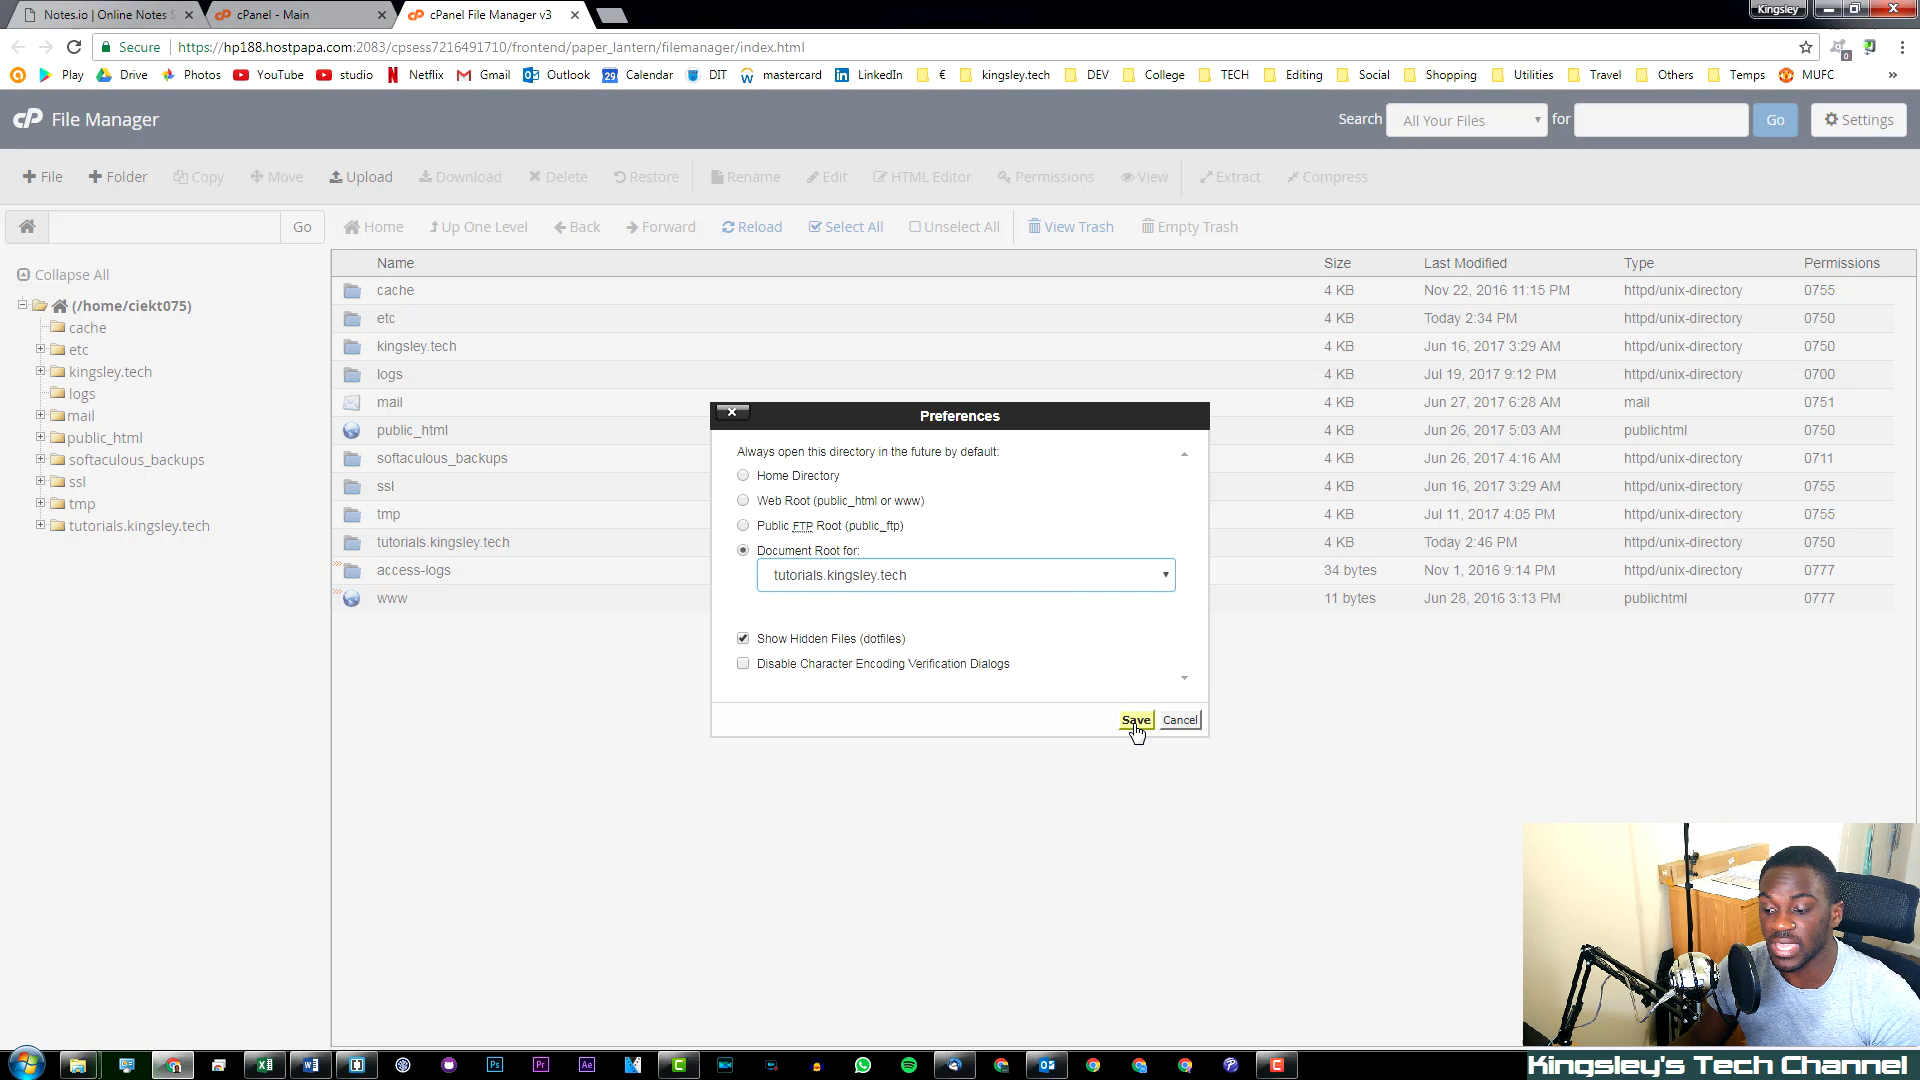 Notes.io | Online Notes S
cPanel - Main
cPanel File Manager v3
Kingsley
Secure
https://hp188.hostpapa.com:2083/cpsess7216491710/frontend/paper_lantern/filemanager/index.html
Play Drive Photos YouTube studio Netflix Gmail Outlook Calendar DIT mastercard LinkedIn € kingsley.tech DEV College TECH Editing Social Shopping Utilities Travel Others Temps MUFC »
cP File Manager
Search All Your Files for Go Settings
File Folder Copy Move Upload Download Delete Restore Rename Edit HTML Editor Permissions View Extract Compress
Go Home Up One Level Back Forward Reload Select All Unselect All View Trash Empty Trash
Collapse All
(/home/ciekt075)
cache
etc
kingsley.tech
logs
mail
public_html
softaculous_backups
ssl
tmp
tutorials.kingsley.tech
Name Size Last Modified Type Permissions
cache 4 KB Nov 22, 2016 11:15 PM httpd/unix-directory 0755
etc 4 KB Today 2:34 PM httpd/unix-directory 0750
kingsley.tech 4 KB Jun 16, 2017 3:29 AM httpd/unix-directory 0750
logs 4 KB Jul 19, 2017 9:12 PM httpd/unix-directory 0700
mail 4 KB Jun 27, 2017 6:28 AM mail 0751
public_html 4 KB Jun 26, 2017 5:03 AM publichtml 0750
softaculous_backups 4 KB Jun 26, 2017 4:16 AM httpd/unix-directory 0711
ssl 4 KB Jun 16, 2017 3:29 AM httpd/unix-directory 0755
tmp 4 KB Jul 11, 2017 4:05 PM httpd/unix-directory 0755
tutorials.kingsley.tech 4 KB Today 2:46 PM httpd/unix-directory 0750
access-logs 34 bytes Nov 1, 2016 9:14 PM httpd/unix-directory 0777
www 11 bytes Jun 28, 2016 3:13 PM publichtml 0777
Preferences
Always open this directory in the future by default:
Home Directory
Web Root (public_html or www)
Public FTP Root (public_ftp)
Document Root for:
tutorials.kingsley.tech
Show Hidden Files (dotfiles)
Disable Character Encoding Verification Dialogs
Save Cancel
Kingsley's Tech Channel